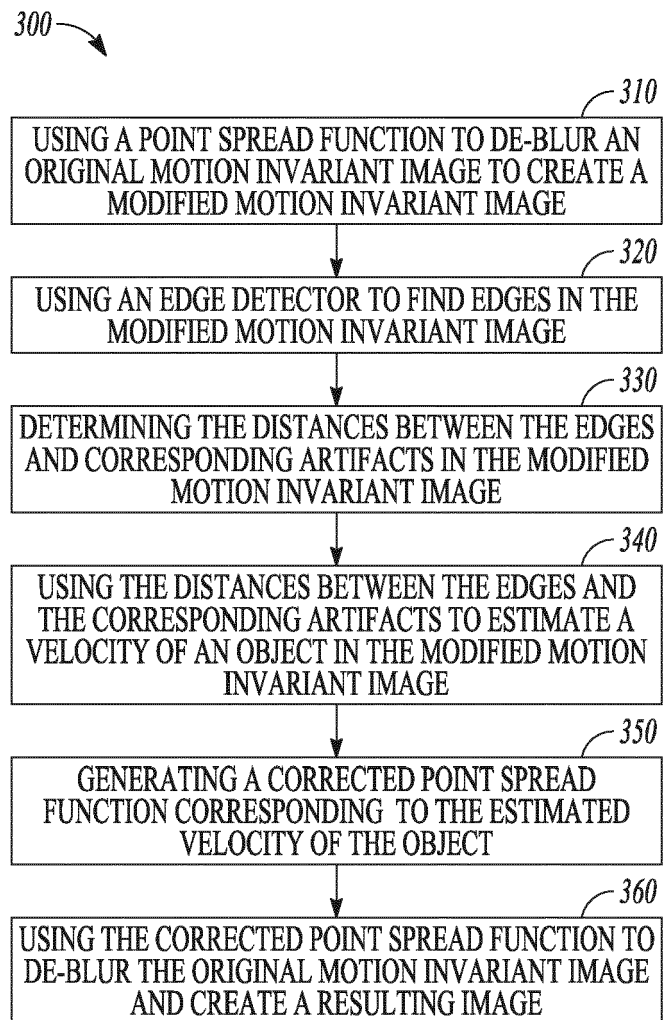 300
310
USING A POINT SPREAD FUNCTION TO DE-BLUR AN
ORIGINAL MOTION INVARIANT IMAGE TO CREATE A
MODIFIED MOTION INVARIANT IMAGE
320
USING AN EDGE DETECTOR TO FIND EDGES IN THE
MODIFIED MOTION INVARIANT IMAGE
330
DETERMINING THE DISTANCES BETWEEN THE EDGES
AND CORRESPONDING ARTIFACTS IN THE MODIFIED
MOTION INVARIANT IMAGE
340
USING THE DISTANCES BETWEEN THE EDGES AND
THE CORRESPONDING ARTIFACTS TO ESTIMATE A
VELOCITY OF AN OBJECT IN THE MODIFIED MOTION
INVARIANT IMAGE
350
GENERATING A CORRECTED POINT SPREAD
FUNCTION CORRESPONDING TO THE ESTIMATED
VELOCITY OF THE OBJECT
360
USING THE CORRECTED POINT SPREAD FUNCTION TO
DE-BLUR THE ORIGINAL MOTION INVARIANT IMAGE
AND CREATE A RESULTING IMAGE